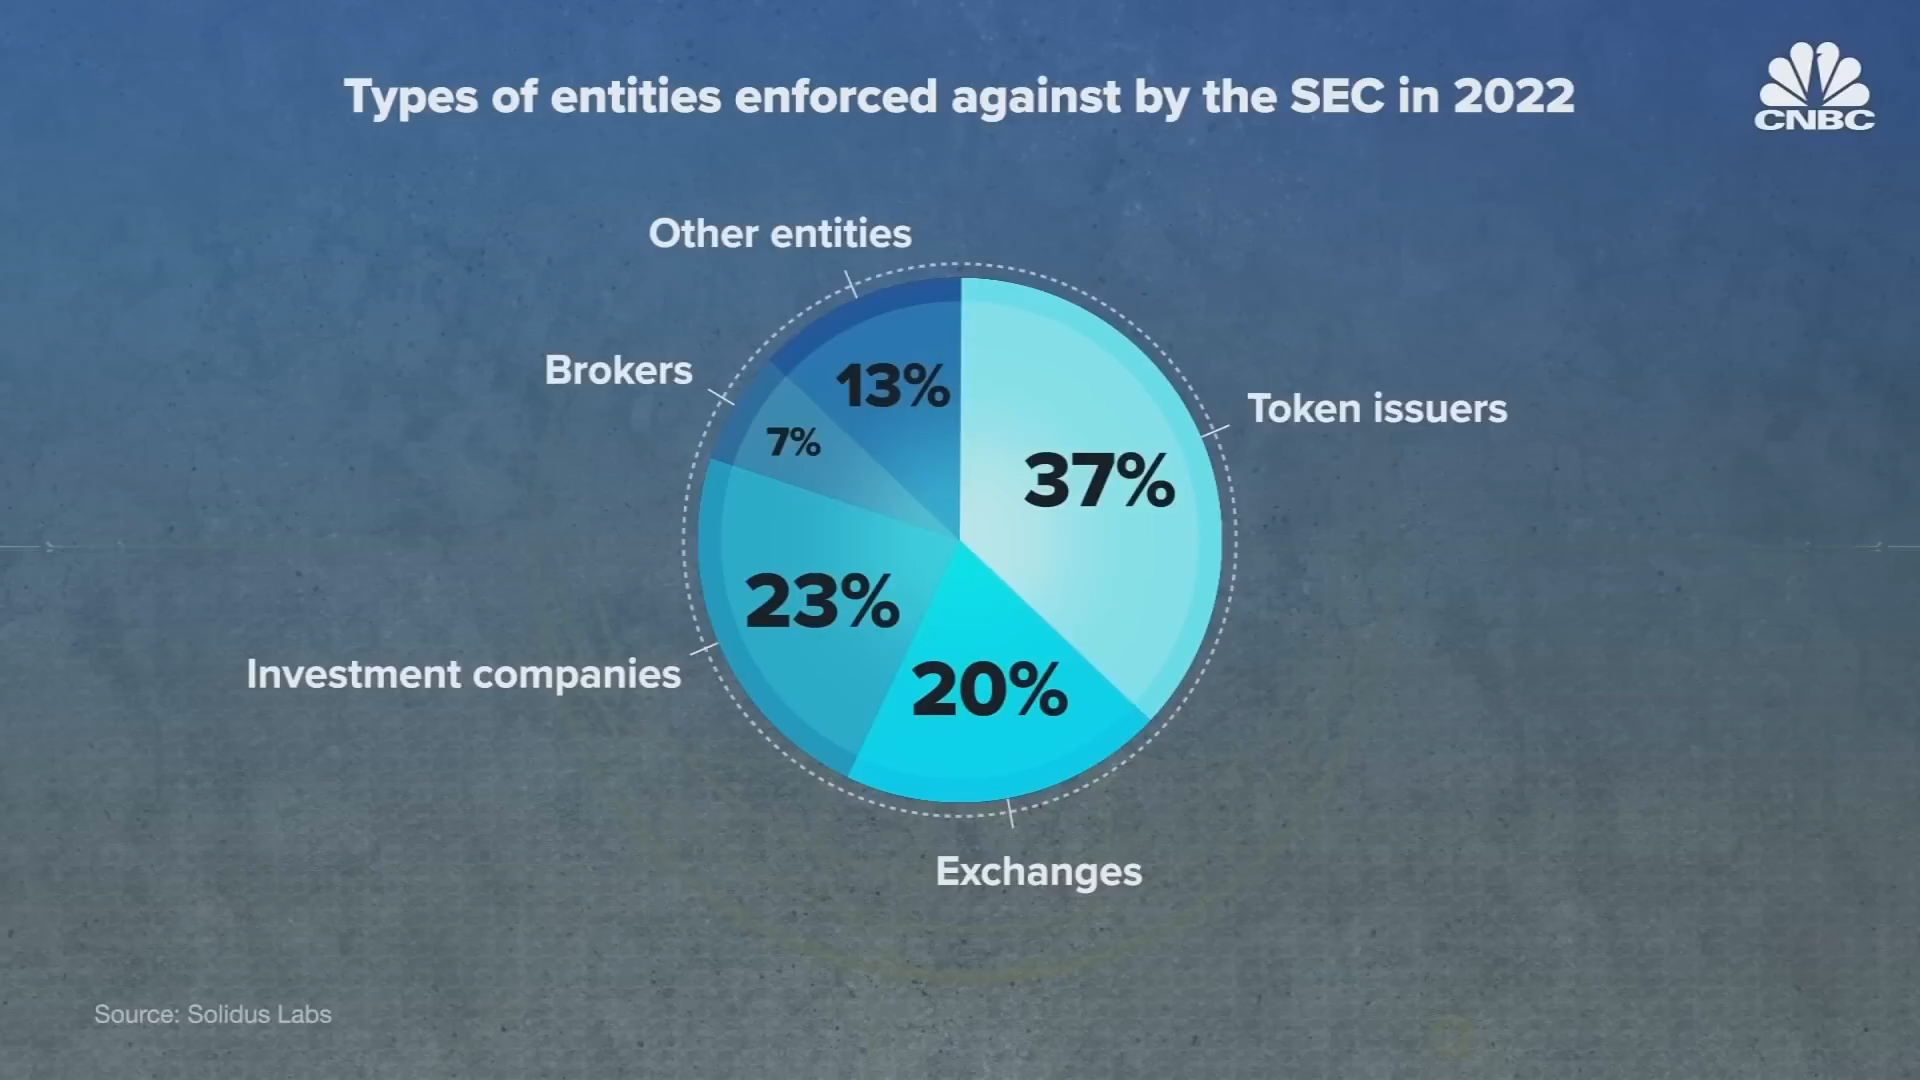 Types of entities enforced against by the SEC in 2022
CNBC
Other entities
13%
Brokers
7%
Token issuers
37%
23%
Investment companies
20%
Exchanges
Source: Solidus Labs